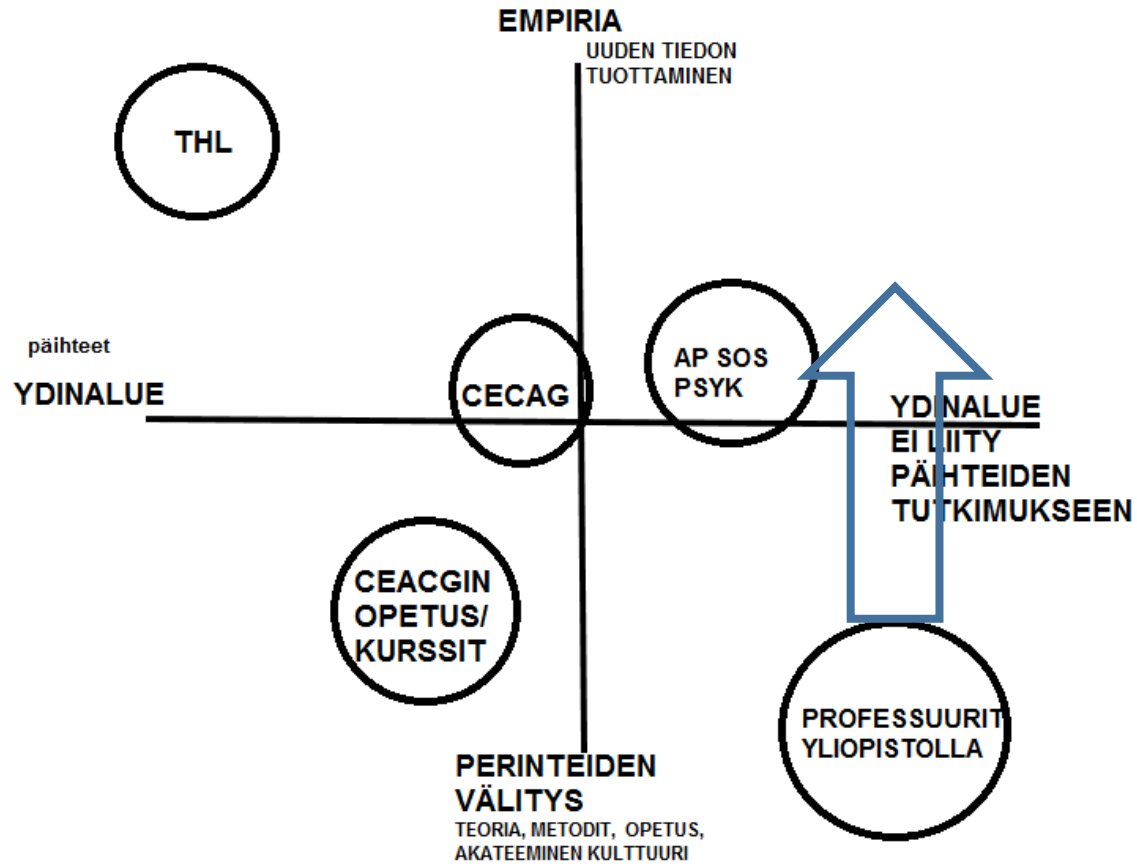 EMPIRIA
UUDEN TIEDON
TUOTTAMINEN
THL
päihteet
YDINALUE
CECAG
AP SOS
PSYK
YDINALUE
EI LIITY
PÄIHTEIDEN
TUTKIMUKSEEN
CEACGIN
OPETUS/
KURSSIT
PROFESSUURIT
YLIOPISTOLLA
PERINTEIDEN
VÄLITYS
TEORIA, METODIT, OPETUS,
AKATEEMINEN KULTTUURI